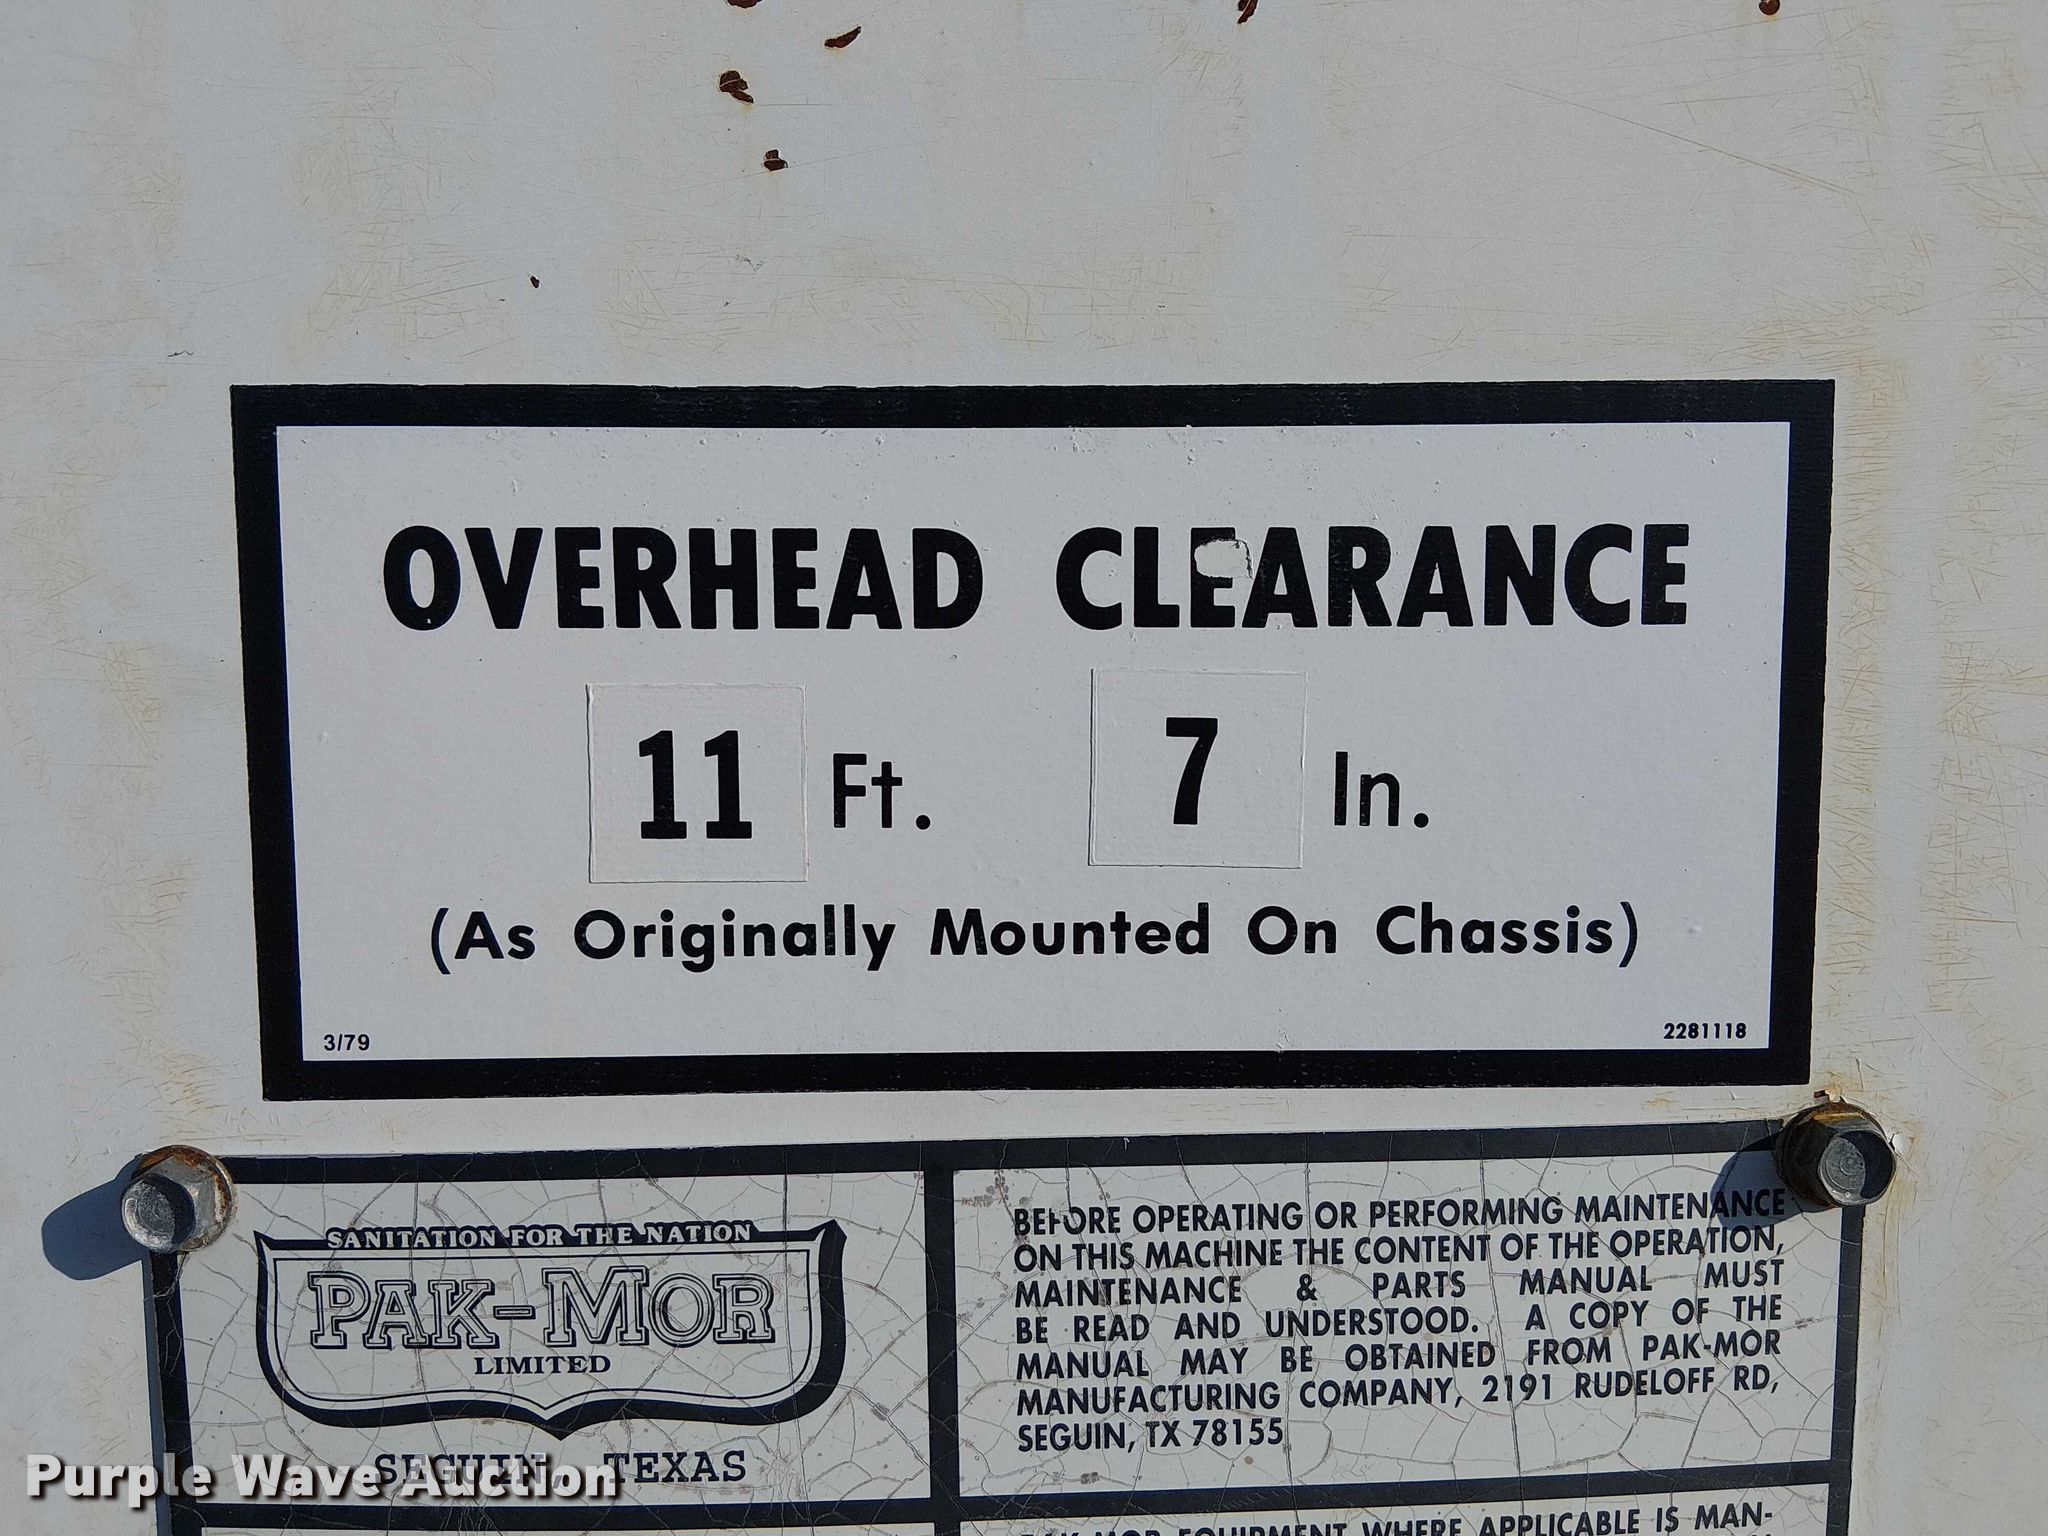 OVERHEAD CLEARANCE
11 Ft. 7 In.
(As Originally Mounted On Chassis)
3/79 2281118
SANITATION FOR THE NATION
PAK-MOR
LIMITED
SEGUIN, TEXAS
BEFORE OPERATING OR PERFORMING MAINTENANCE
ON THIS MACHINE THE CONTENT OF THE OPERATION,
MAINTENANCE & PARTS MANUAL MUST
BE READ AND UNDERSTOOD. A COPY OF THE
MANUAL MAY BE OBTAINED FROM PAK-MOR
MANUFACTURING COMPANY, 2191 RUDELOFF RD,
SEGUIN, TX 78155
PAK-MOR EQUIPMENT WHERE APPLICABLE IS MAN-
Purple Wave Auction